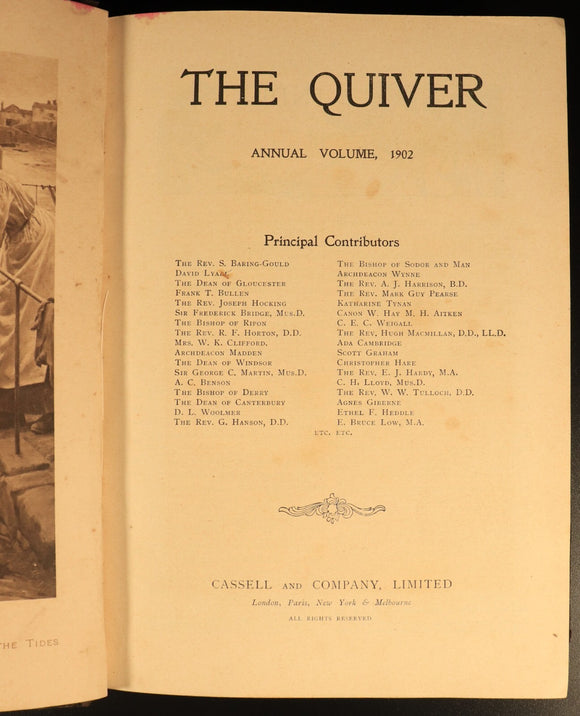 THE QUIVER
ANNUAL VOLUME, 1902
Principal Contributors
The Rev. S. Baring-Gould
David Lyall
The Dean of Gloucester
Frank T. Bullen
The Rev. Joseph Hocking
Sir Frederick Bridge, Mus.D.
The Bishop of Ripon
The Rev. R. F. Horton, D.D.
Mrs. W. K. Clifford.
Archdeacon Madden
The Dean of Windsor
Sir George C. Martin, Mus.D.
A. C. Benson
The Bishop of Derry
The Dean of Canterbury
D. L. Woolmer
The Rev. G. Hanson, D.D.
The Bishop of Sodor and Man
Archdeacon Wynne
The Rev. A. J. Harrison, B.D.
The Rev. Mark Guy Pearse
Katharine Tynan
Canon W. Hay M. H. Aitken
C. E. C. Weigall
The Rev. Hugh Macmillan, D.D., LL.D.
Ada Cambridge
Scott Graham
Christopher Hare
The Rev. E. J. Hardy, M.A.
C. H. Lloyd, Mus.D.
The Rev. W. W. Tulloch, D.D.
Agnes Giberne
Ethel F. Heddle
E. Bruce Low, M.A.
etc. etc.
CASSELL AND COMPANY, LIMITED
London, Paris, New York & Melbourne
ALL RIGHTS RESERVED
THE TIDES